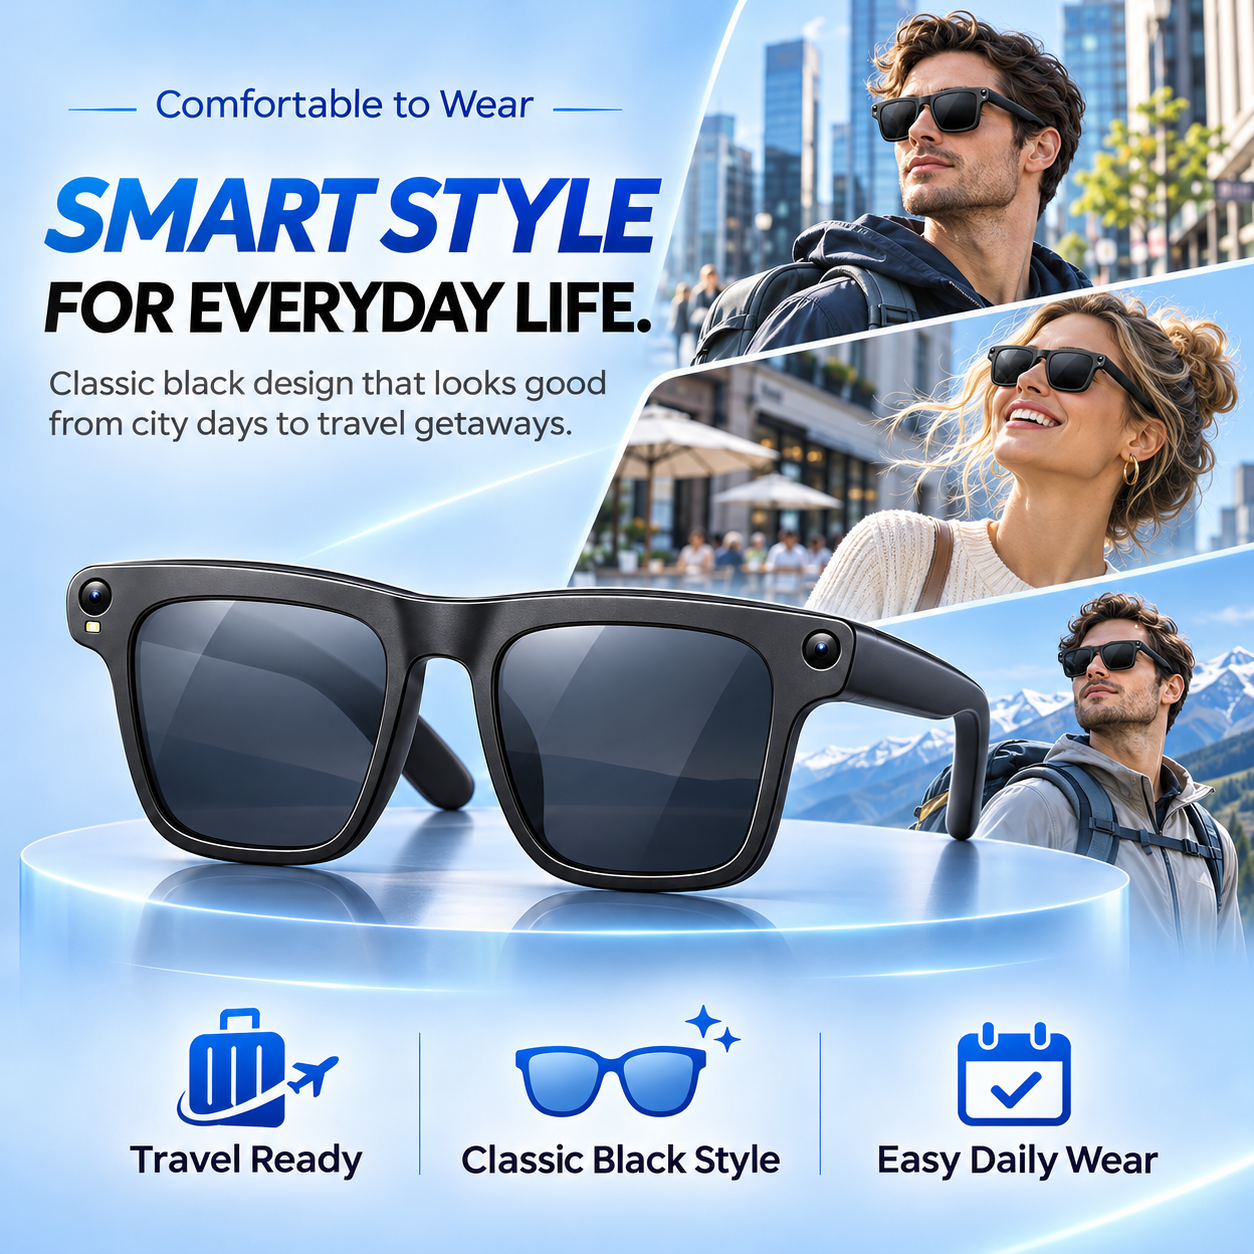 Comfortable to Wear
SMART STYLE
FOR EVERYDAY LIFE.
Classic black design that looks good
from city days to travel getaways.
Travel Ready
Classic Black Style
Easy Daily Wear